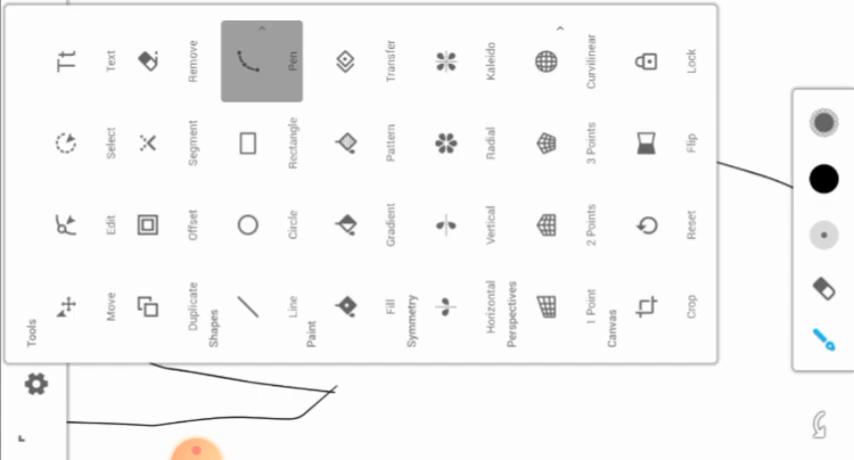 Tools
Move Edit Select Text
Duplicate Offset Segment Remove
Shapes
Line Circle Rectangle Pen
Paint
Fill Gradient Pattern Transfer
Symmetry
Horizontal Vertical Radial Kaleido
Perspectives
1 Point 2 Points 3 Points Curvilinear
Canvas
Crop Reset Flip Lock